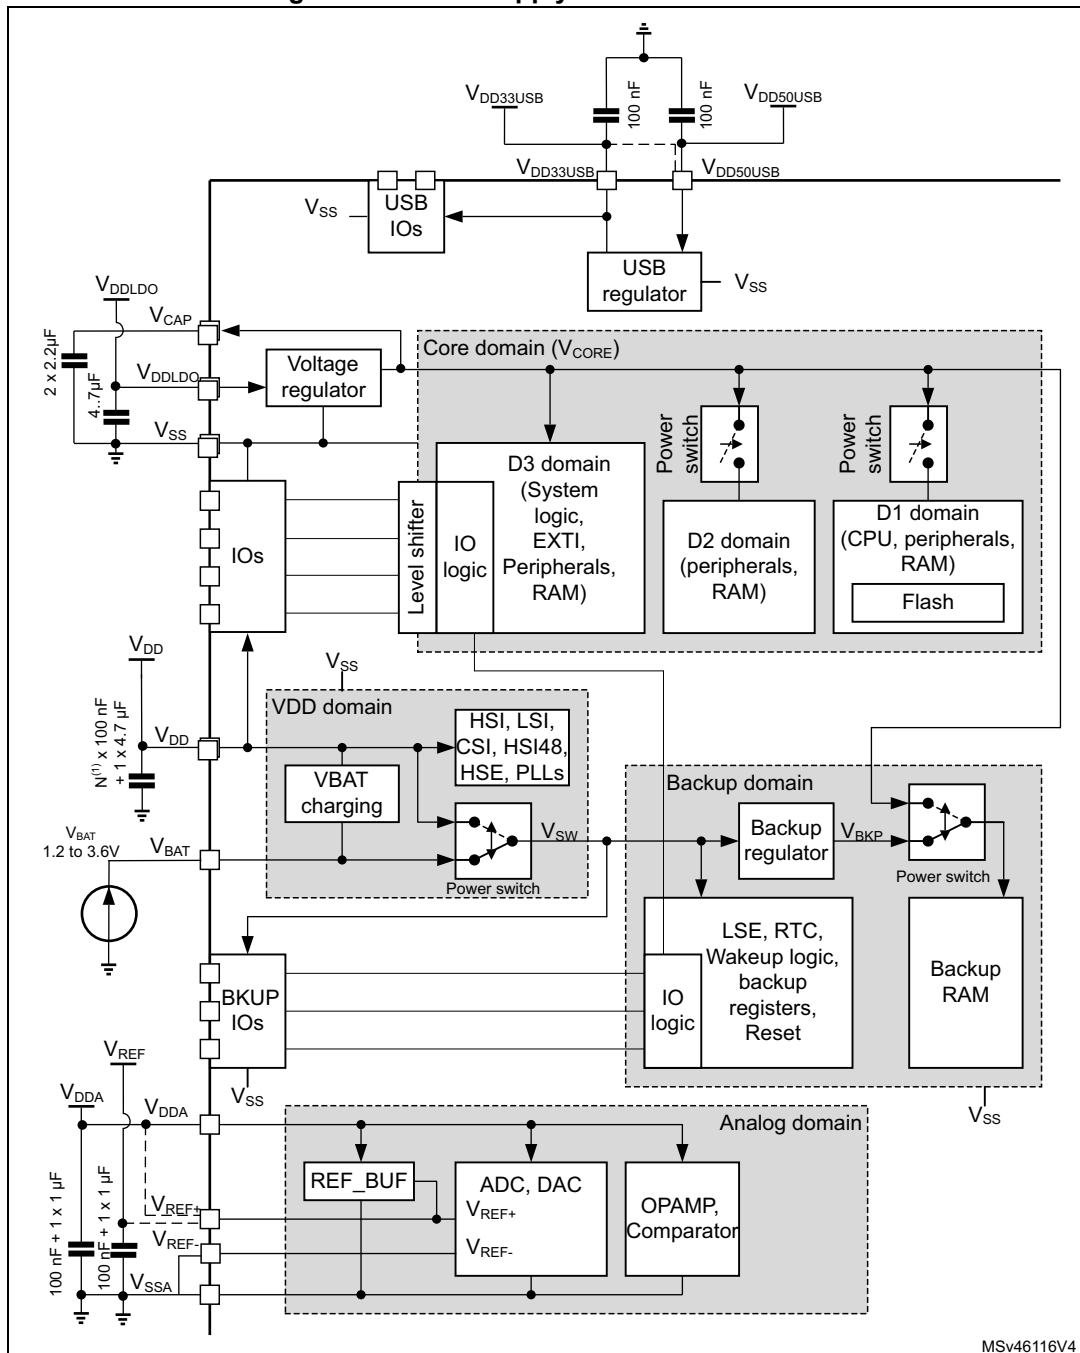 100 nF
100 nF
VDD33USB
VDD50USB
VDD33USB
VDD50USB
VSS
USB
IOs
USB
regulator
VSS
VDDLDO
VCAP
2 x 2.2µF
Voltage
regulator
Core domain (VCORE)
VDDLDO
4..7µF
VSS
Power
switch
Power
switch
D3 domain
(System
logic,
EXTI,
Peripherals,
RAM)
IOs
Level shifter
IO
logic
D2 domain
(peripherals,
RAM)
D1 domain
(CPU, peripherals,
RAM)
Flash
VDD
VSS
VDD domain
N(1) x 100 nF
+ 1 x 4.7 µF
VDD
HSI, LSI,
CSI, HSI48,
HSE, PLLs
VBAT
charging
Backup domain
VBAT
1.2 to 3.6V
VBAT
VSW
Power switch
Backup
regulator
VBKP
Power switch
LSE, RTC,
Wakeup logic,
backup
registers,
Reset
BKUP
IOs
IO
logic
Backup
RAM
VREF
VSS
VSS
VDDA
VDDA
Analog domain
REF_BUF
ADC, DAC
OPAMP,
Comparator
100 nF + 1 x 1 µF
100 nF + 1 x 1 µF
VREF+
VREF+
VREF-
VREF-
VSSA
MSv46116V4